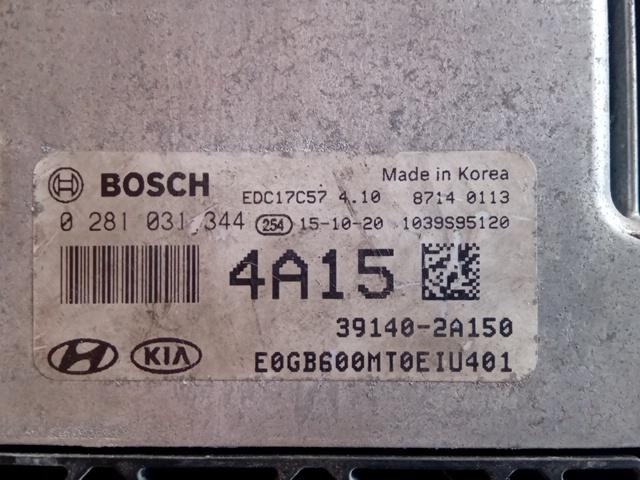 BOSCH
Made in Korea
EDC17C57 4.10 8714 0113
0 281 031 344 254 15-10-20 1039S95120
4A15
39140-2A150
KIA
E0GB600MT0EIU401